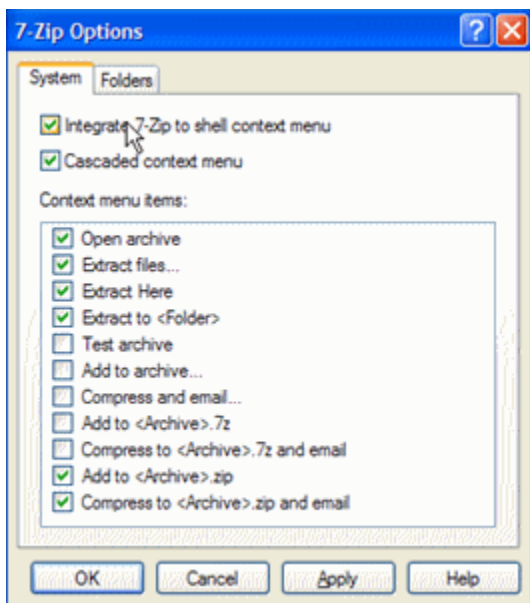 7-Zip Options
System Folders
Integrate 7-Zip to shell context menu
Cascaded context menu
Context menu items:
Open archive
Extract files...
Extract Here
Extract to <Folder>
Test archive
Add to archive...
Compress and email...
Add to <Archive>.7z
Compress to <Archive>.7z and email
Add to <Archive>.zip
Compress to <Archive>.zip and email
OK Cancel Apply Help